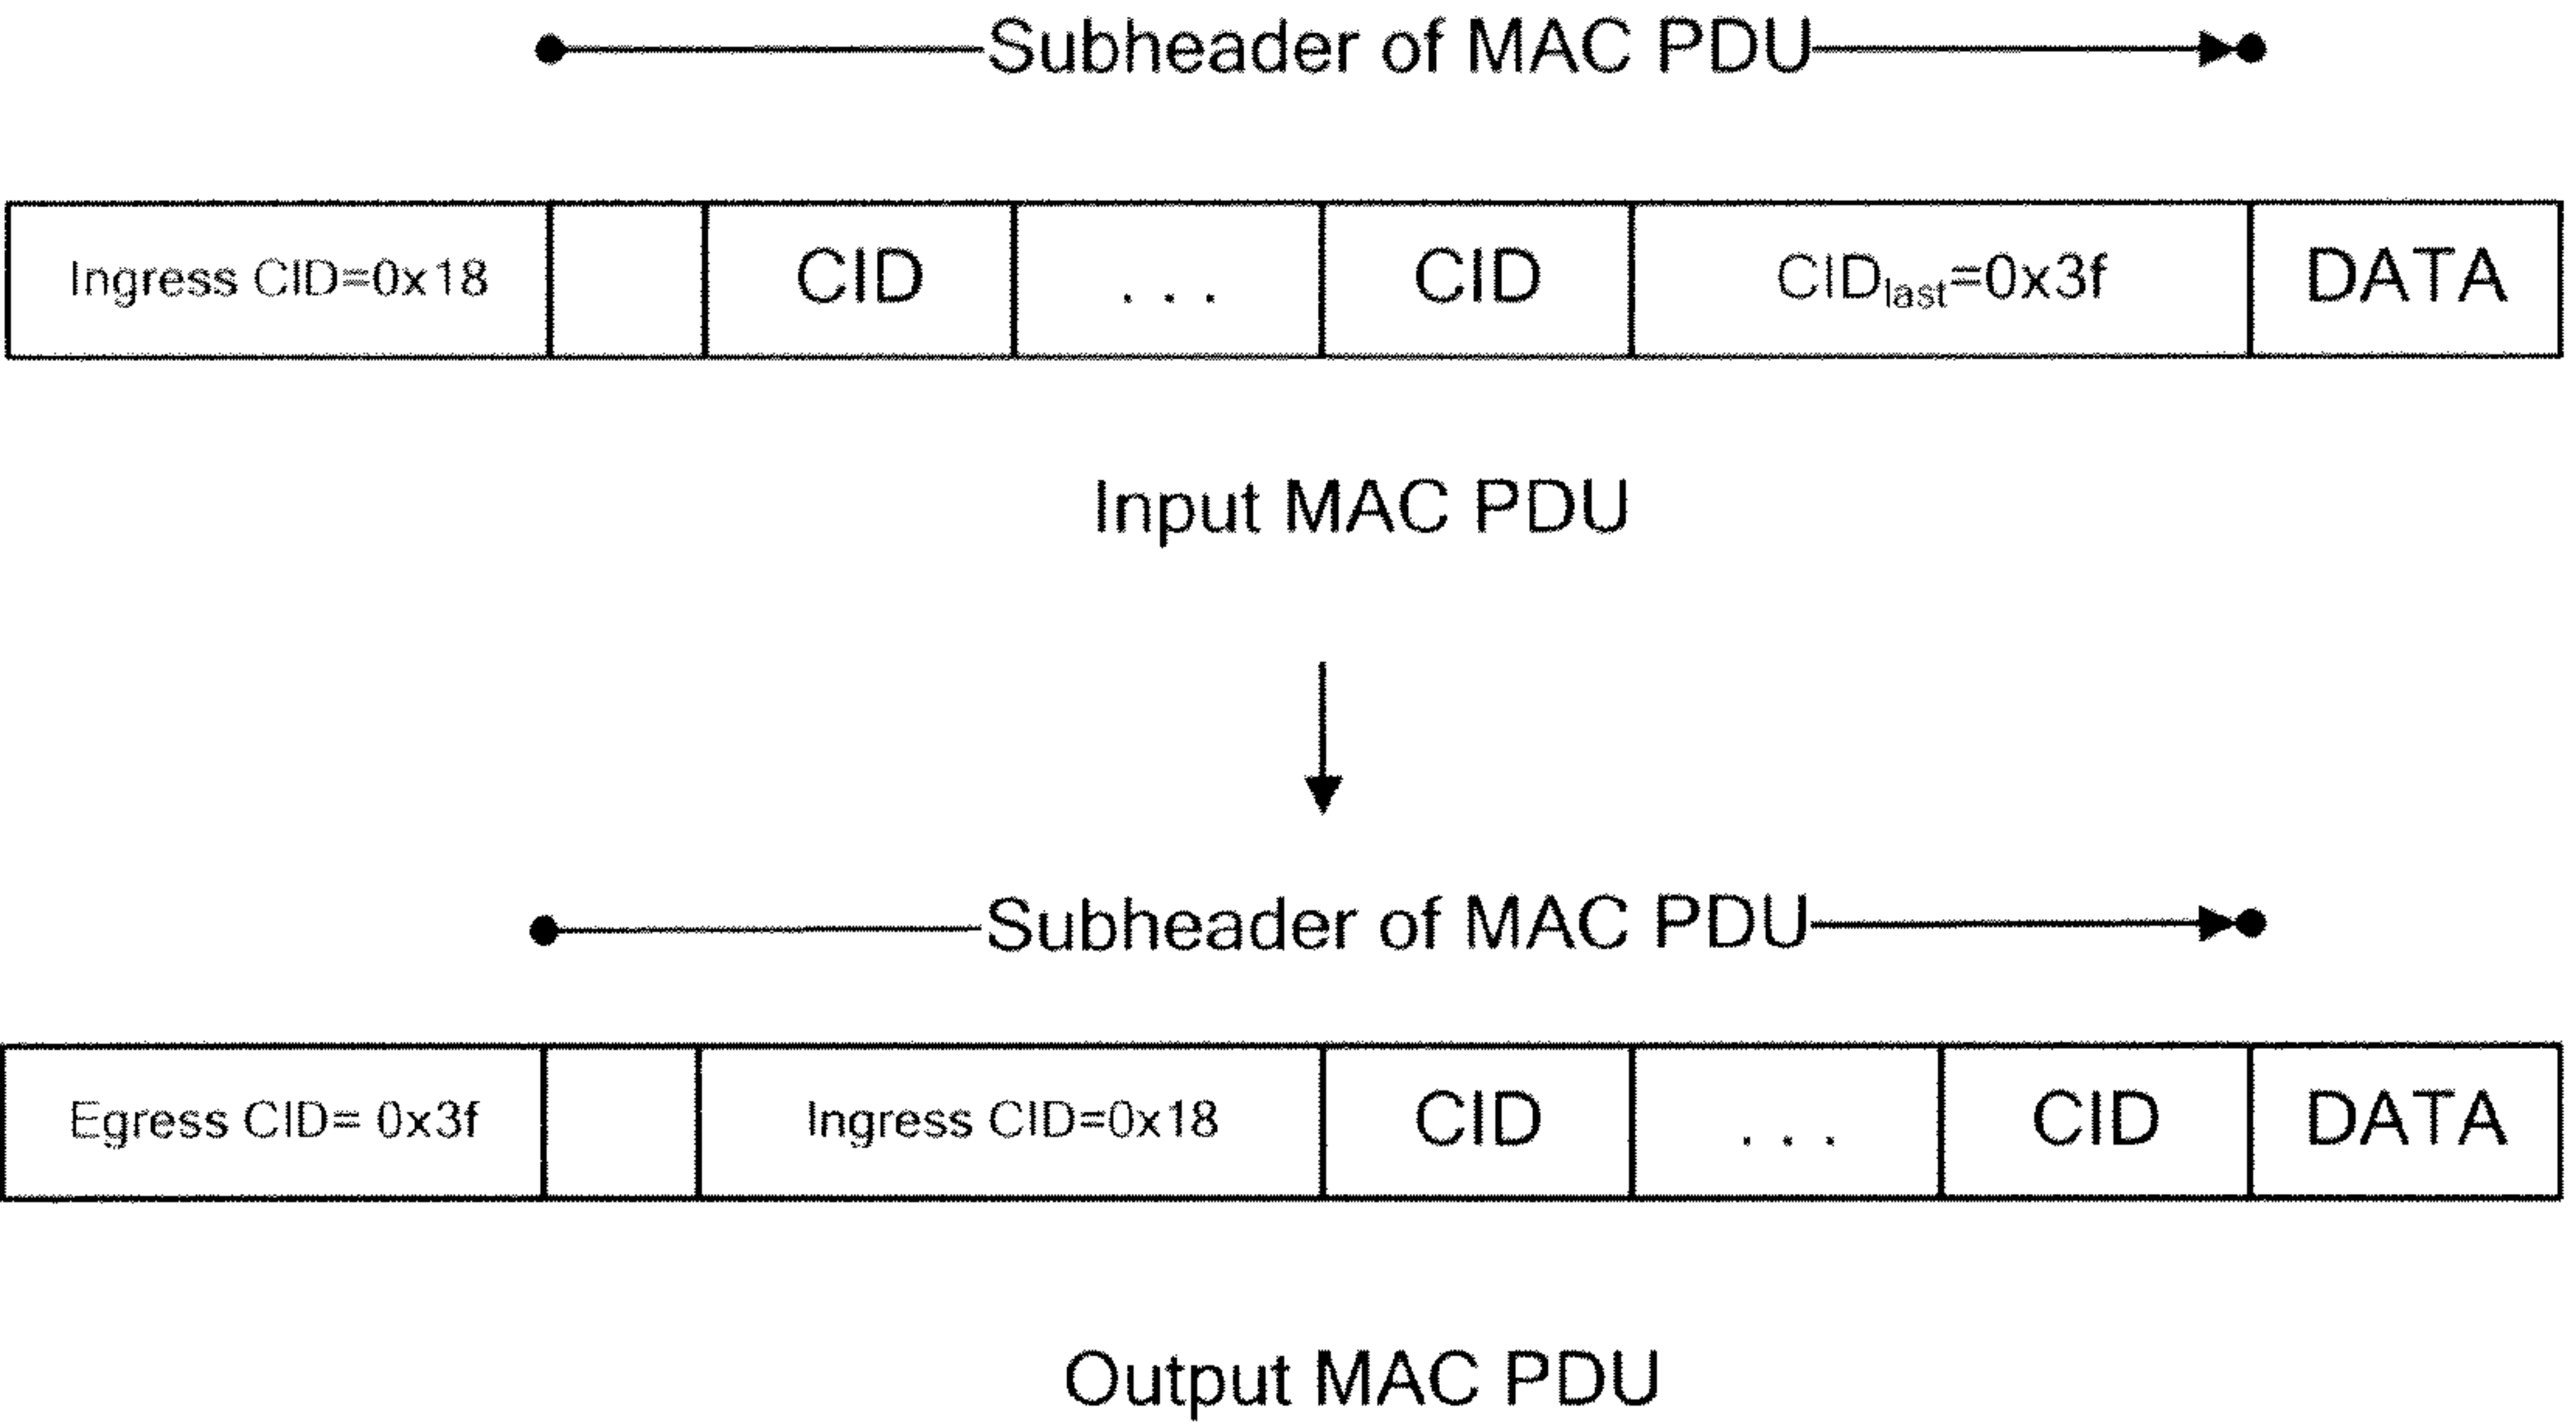 Subheader of MAC PDU
Ingress CID=0x18 CID . . . CID CIDlast=0x3f DATA
Input MAC PDU
Subheader of MAC PDU
Egress CID= 0x3f Ingress CID=0x18 CID . . . CID DATA
Output MAC PDU